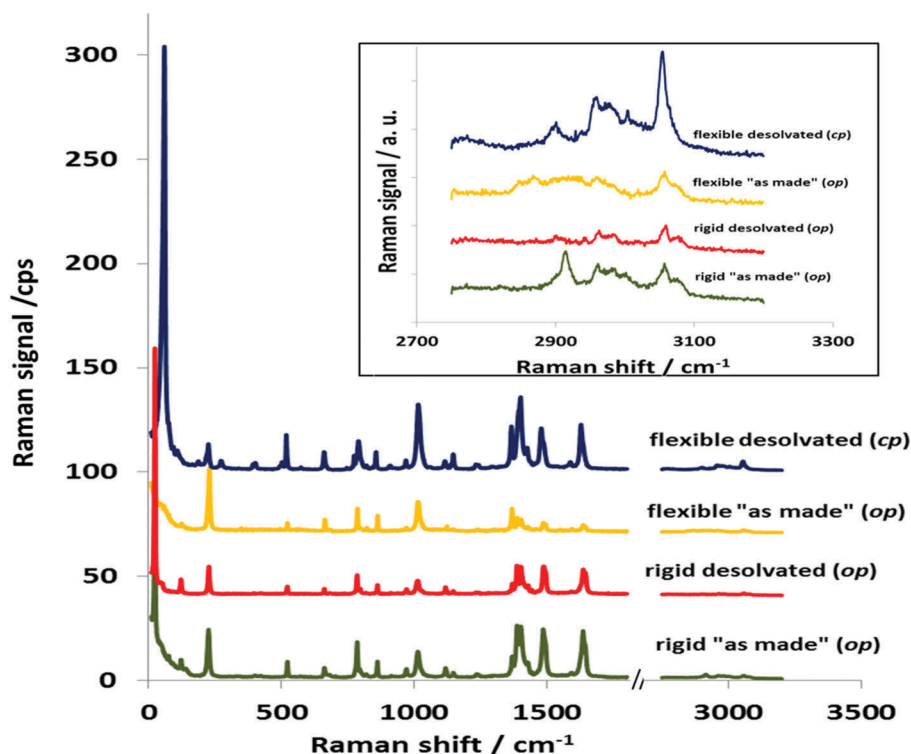 300
250
200
150
100
50
0
Raman signal /cps
0
500
1000
1500
//
3000
3500
Raman shift / cm-1
flexible desolvated (cp)
flexible "as made" (op)
rigid desolvated (op)
rigid "as made" (op)
Raman signal / a. u.
flexible desolvated (cp)
flexible "as made" (op)
rigid desolvated (op)
rigid "as made" (op)
2700
2900
3100
3300
Raman shift / cm-1